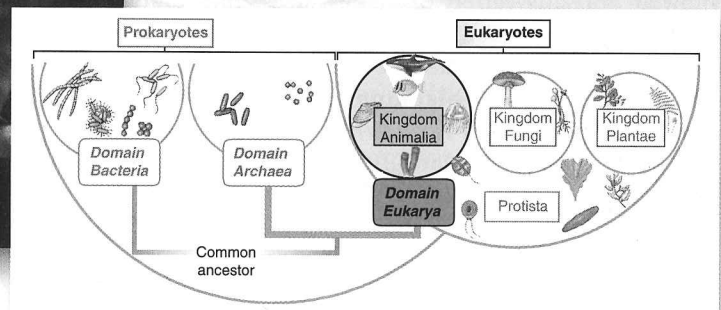 Prokaryotes
Eukaryotes
Domain
Bacteria
Domain
Archaea
Kingdom
Animalia
Kingdom
Fungi
Kingdom
Plantae
Domain
Eukarya
Protista
Common
ancestor